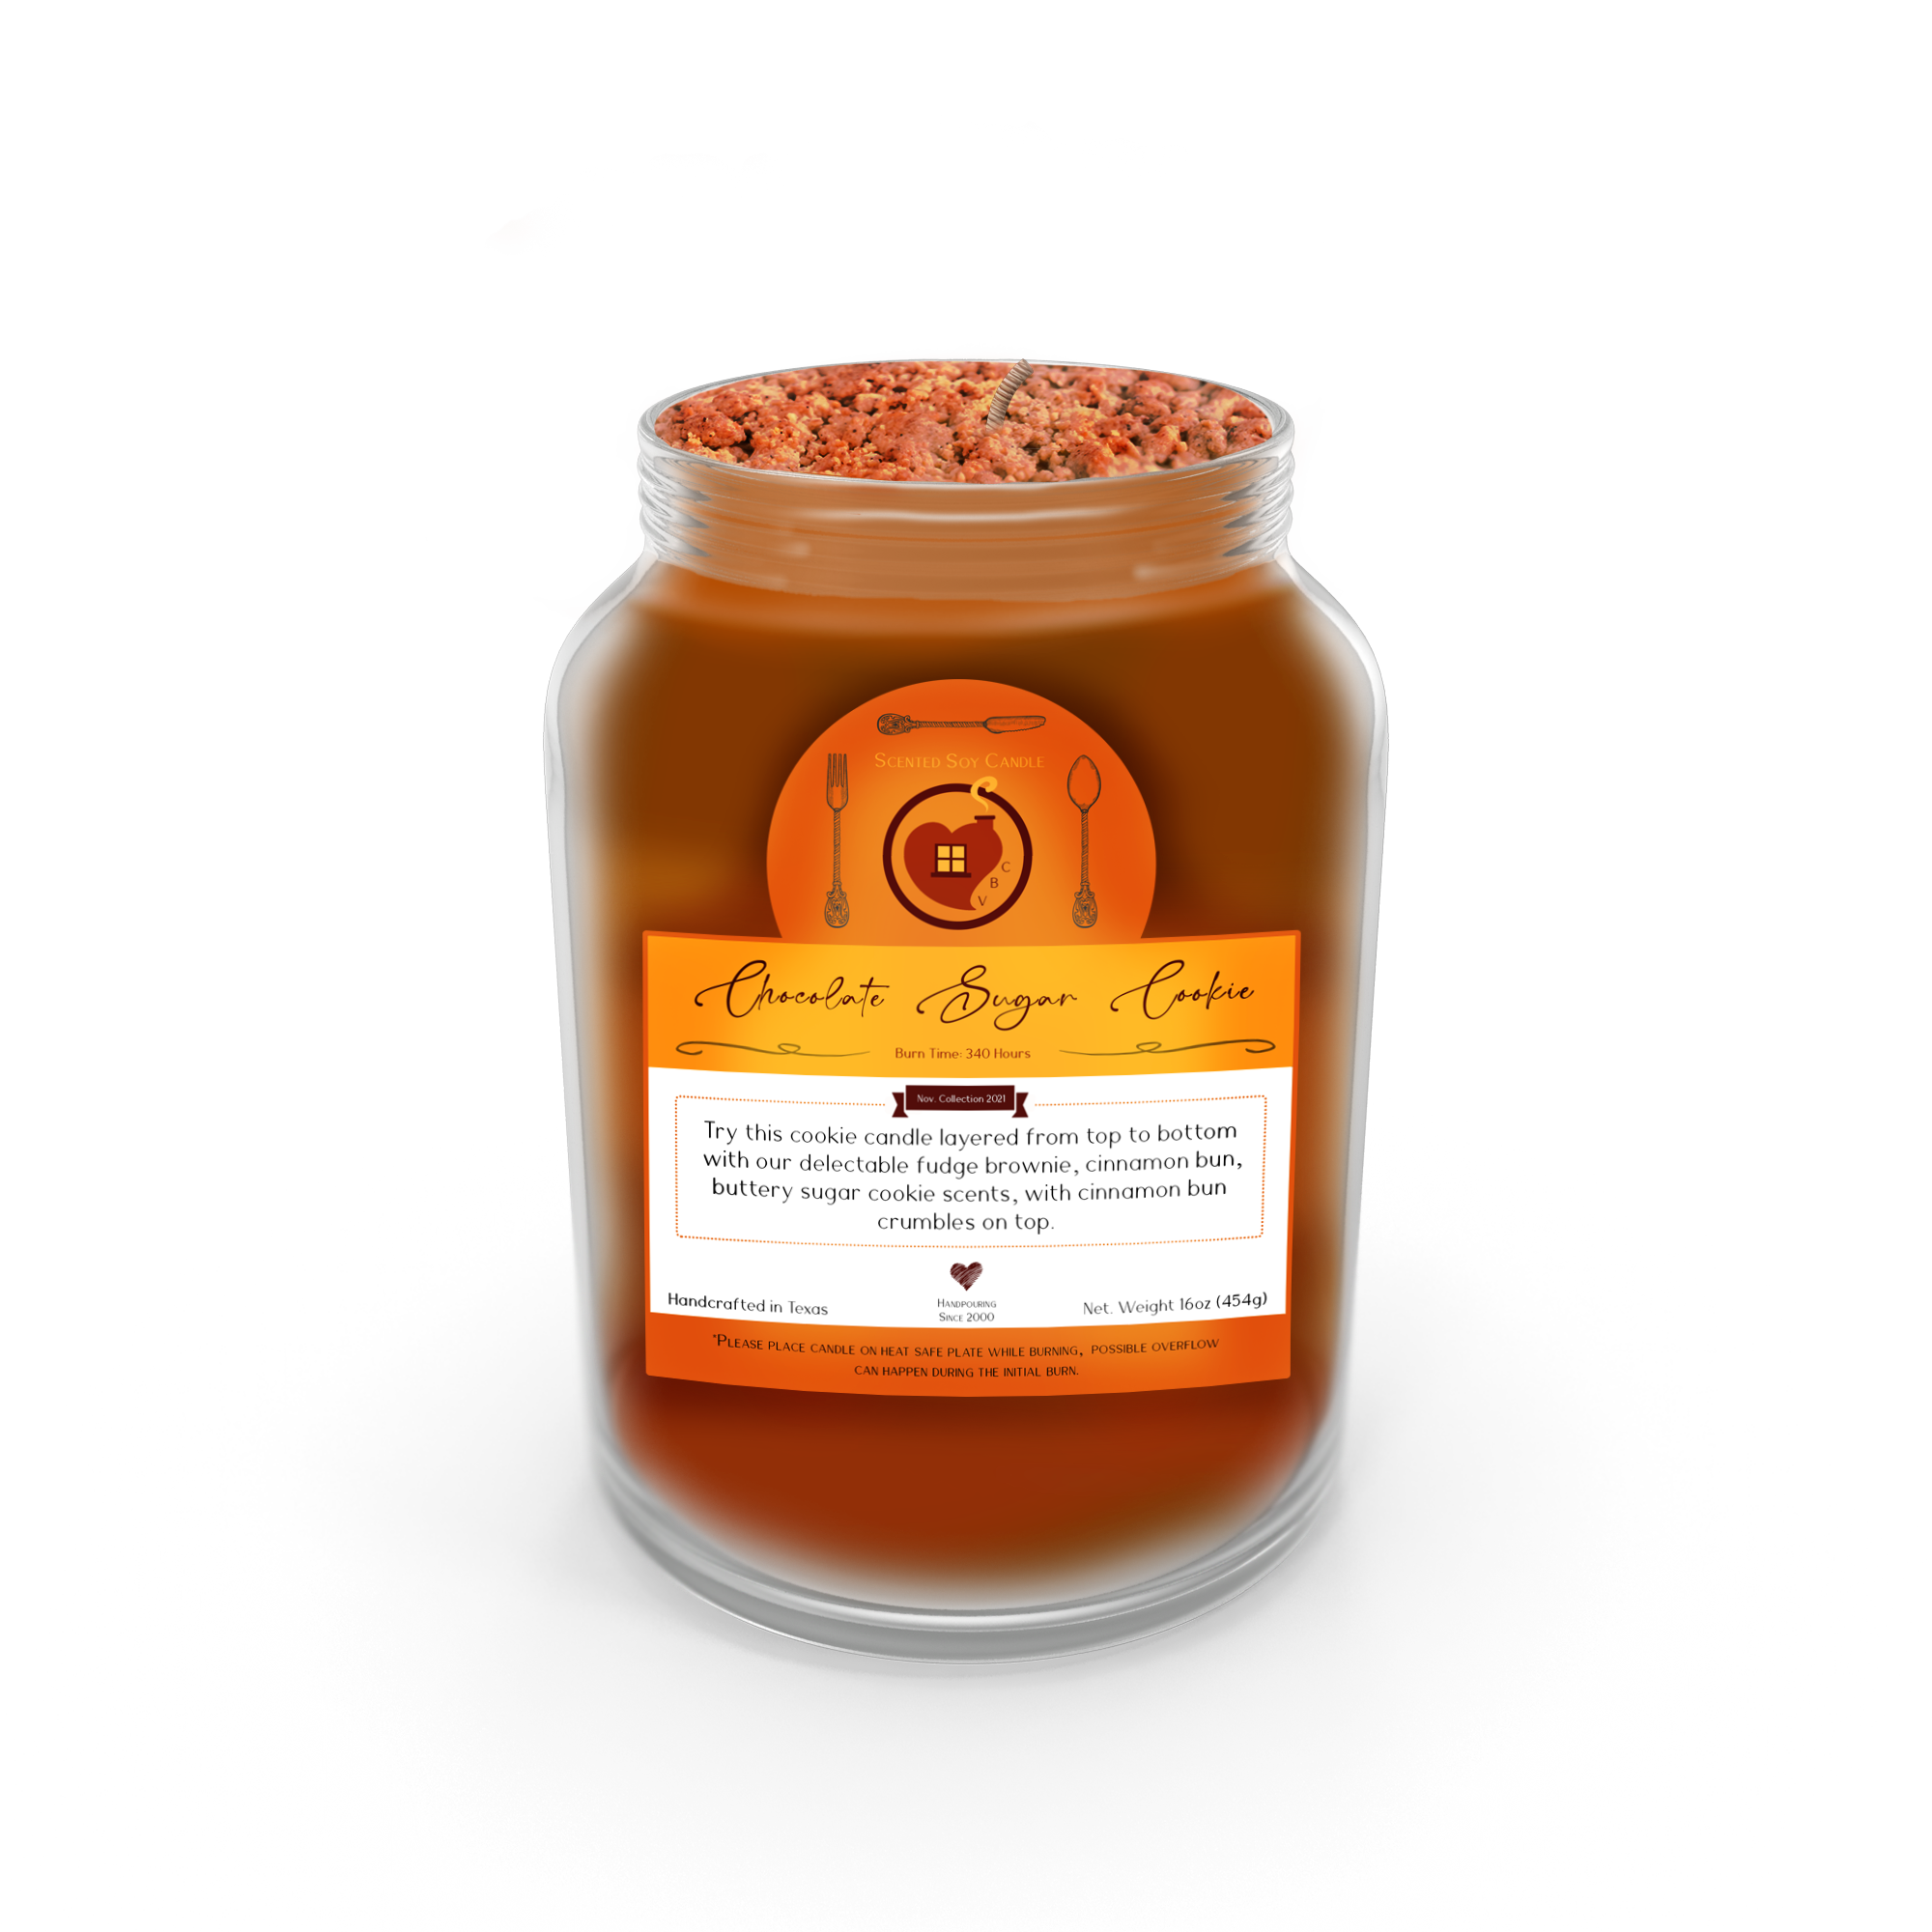 Scented Soy Candle
C
B
V
Chocolate Sugar Cookie
Burn Time: 340 Hours
Nov. Collection 2021
Try this cookie candle layered from top to bottom
with our delectable fudge brownie, cinnamon bun,
buttery sugar cookie scents, with cinnamon bun
crumbles on top.
Handcrafted in Texas
Handpouring
Since 2000
Net. Weight 16oz (454g)
*Please place candle on heat safe plate while burning, possible overflow
can happen during the initial burn.